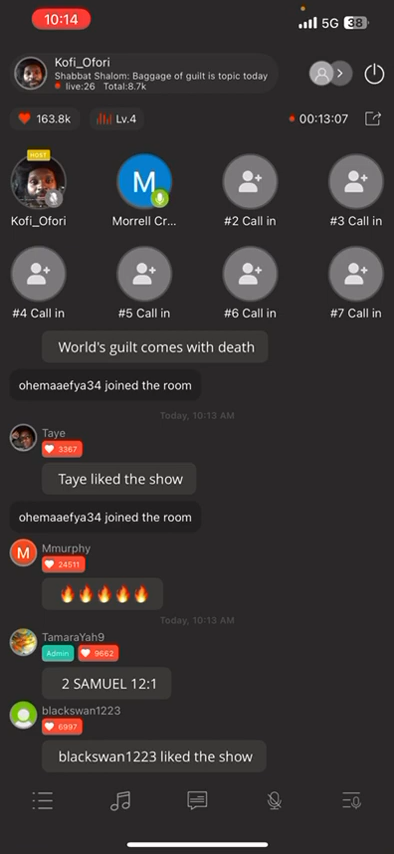 10:14
5G 38
Kofi_Ofori
Shabbat Shalom: Baggage of guilt is topic today
live:26 Total:8.7k
163.8k
Lv.4
00:13:07
HOST
M
Kofi_Ofori
Morrell Cr...
#2 Call in
#3 Call in
#4 Call in
#5 Call in
#6 Call in
#7 Call in
World's guilt comes with death
ohemaaefya34 joined the room
Today, 10:13 AM
Taye
3367
Taye liked the show
ohemaaefya34 joined the room
M
Mmurphy
24511
🔥🔥🔥🔥🔥
Today, 10:13 AM
TamaraYah9
Admin 9662
2 SAMUEL 12:1
blackswan1223
6997
blackswan1223 liked the show